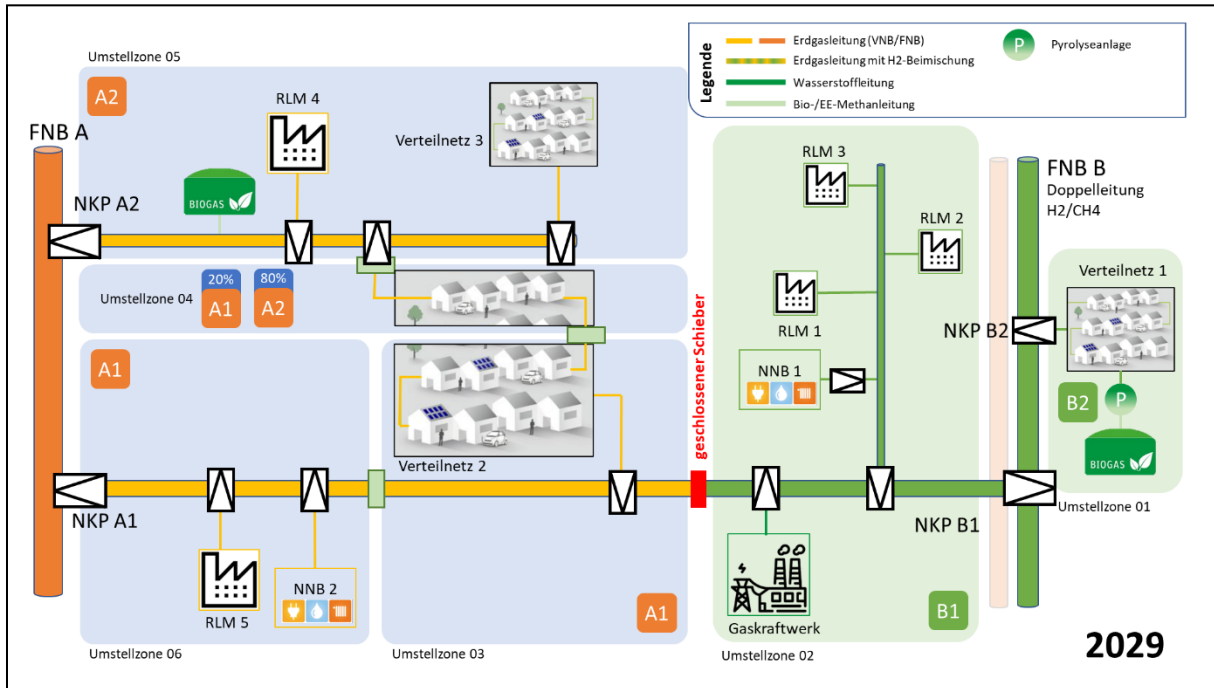 Umstellzone 05
A2
FNB A
RLM 4
Verteilnetz 3
BIOGAS
NKP A2
Legende
Erdgasleitung (VNB/FNB)
Erdgasleitung mit H2-Beimischung
Wasserstoffleitung
Bio-/EE-Methanleitung
P
Pyrolyseanlage
Umstellzone 04
20%
A1
80%
A2
A1
Verteilnetz 2
NKP A1
RLM 5
NNB 2
A1
Umstellzone 06
Umstellzone 03
geschlossener Schieber
RLM 3
RLM 2
RLM 1
NNB 1
NKP B1
Gaskraftwerk
B1
Umstellzone 02
FNB B
Doppelleitung
H2/CH4
Verteilnetz 1
NKP B2
B2
P
BIOGAS
Umstellzone 01
2029